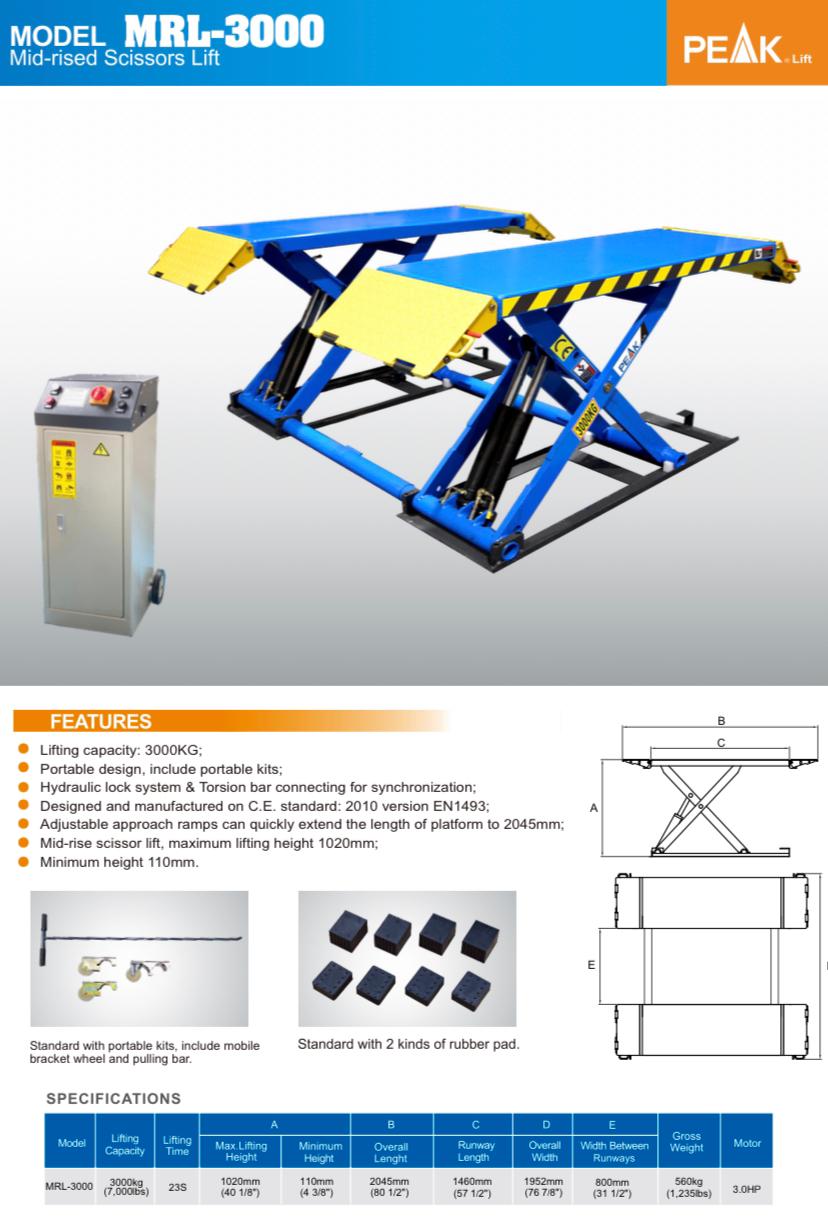 MODEL MRL-3000
Mid-rised Scissors Lift
PEAK® Lift
PEAK
3000KG
FEATURES
Lifting capacity: 3000KG;
Portable design, include portable kits;
Hydraulic lock system & Torsion bar connecting for synchronization;
Designed and manufactured on C.E. standard: 2010 version EN1493;
Adjustable approach ramps can quickly extend the length of platform to 2045mm;
Mid-rise scissor lift, maximum lifting height 1020mm;
Minimum height 110mm.
B
C
A
E
Standard with portable kits, include mobile
bracket wheel and pulling bar.
Standard with 2 kinds of rubber pad.
SPECIFICATIONS
Model Lifting Capacity Lifting Time A B C D E Gross Weight Motor
Max.Lifting Height Minimum Height Overall Lenght Runway Length Overall Width Width Between Runways
MRL-3000 3000kg (7,000lbs) 23S 1020mm (40 1/8") 110mm (4 3/8") 2045mm (80 1/2") 1460mm (57 1/2") 1952mm (76 7/8") 800mm (31 1/2") 560kg (1,235lbs) 3.0HP